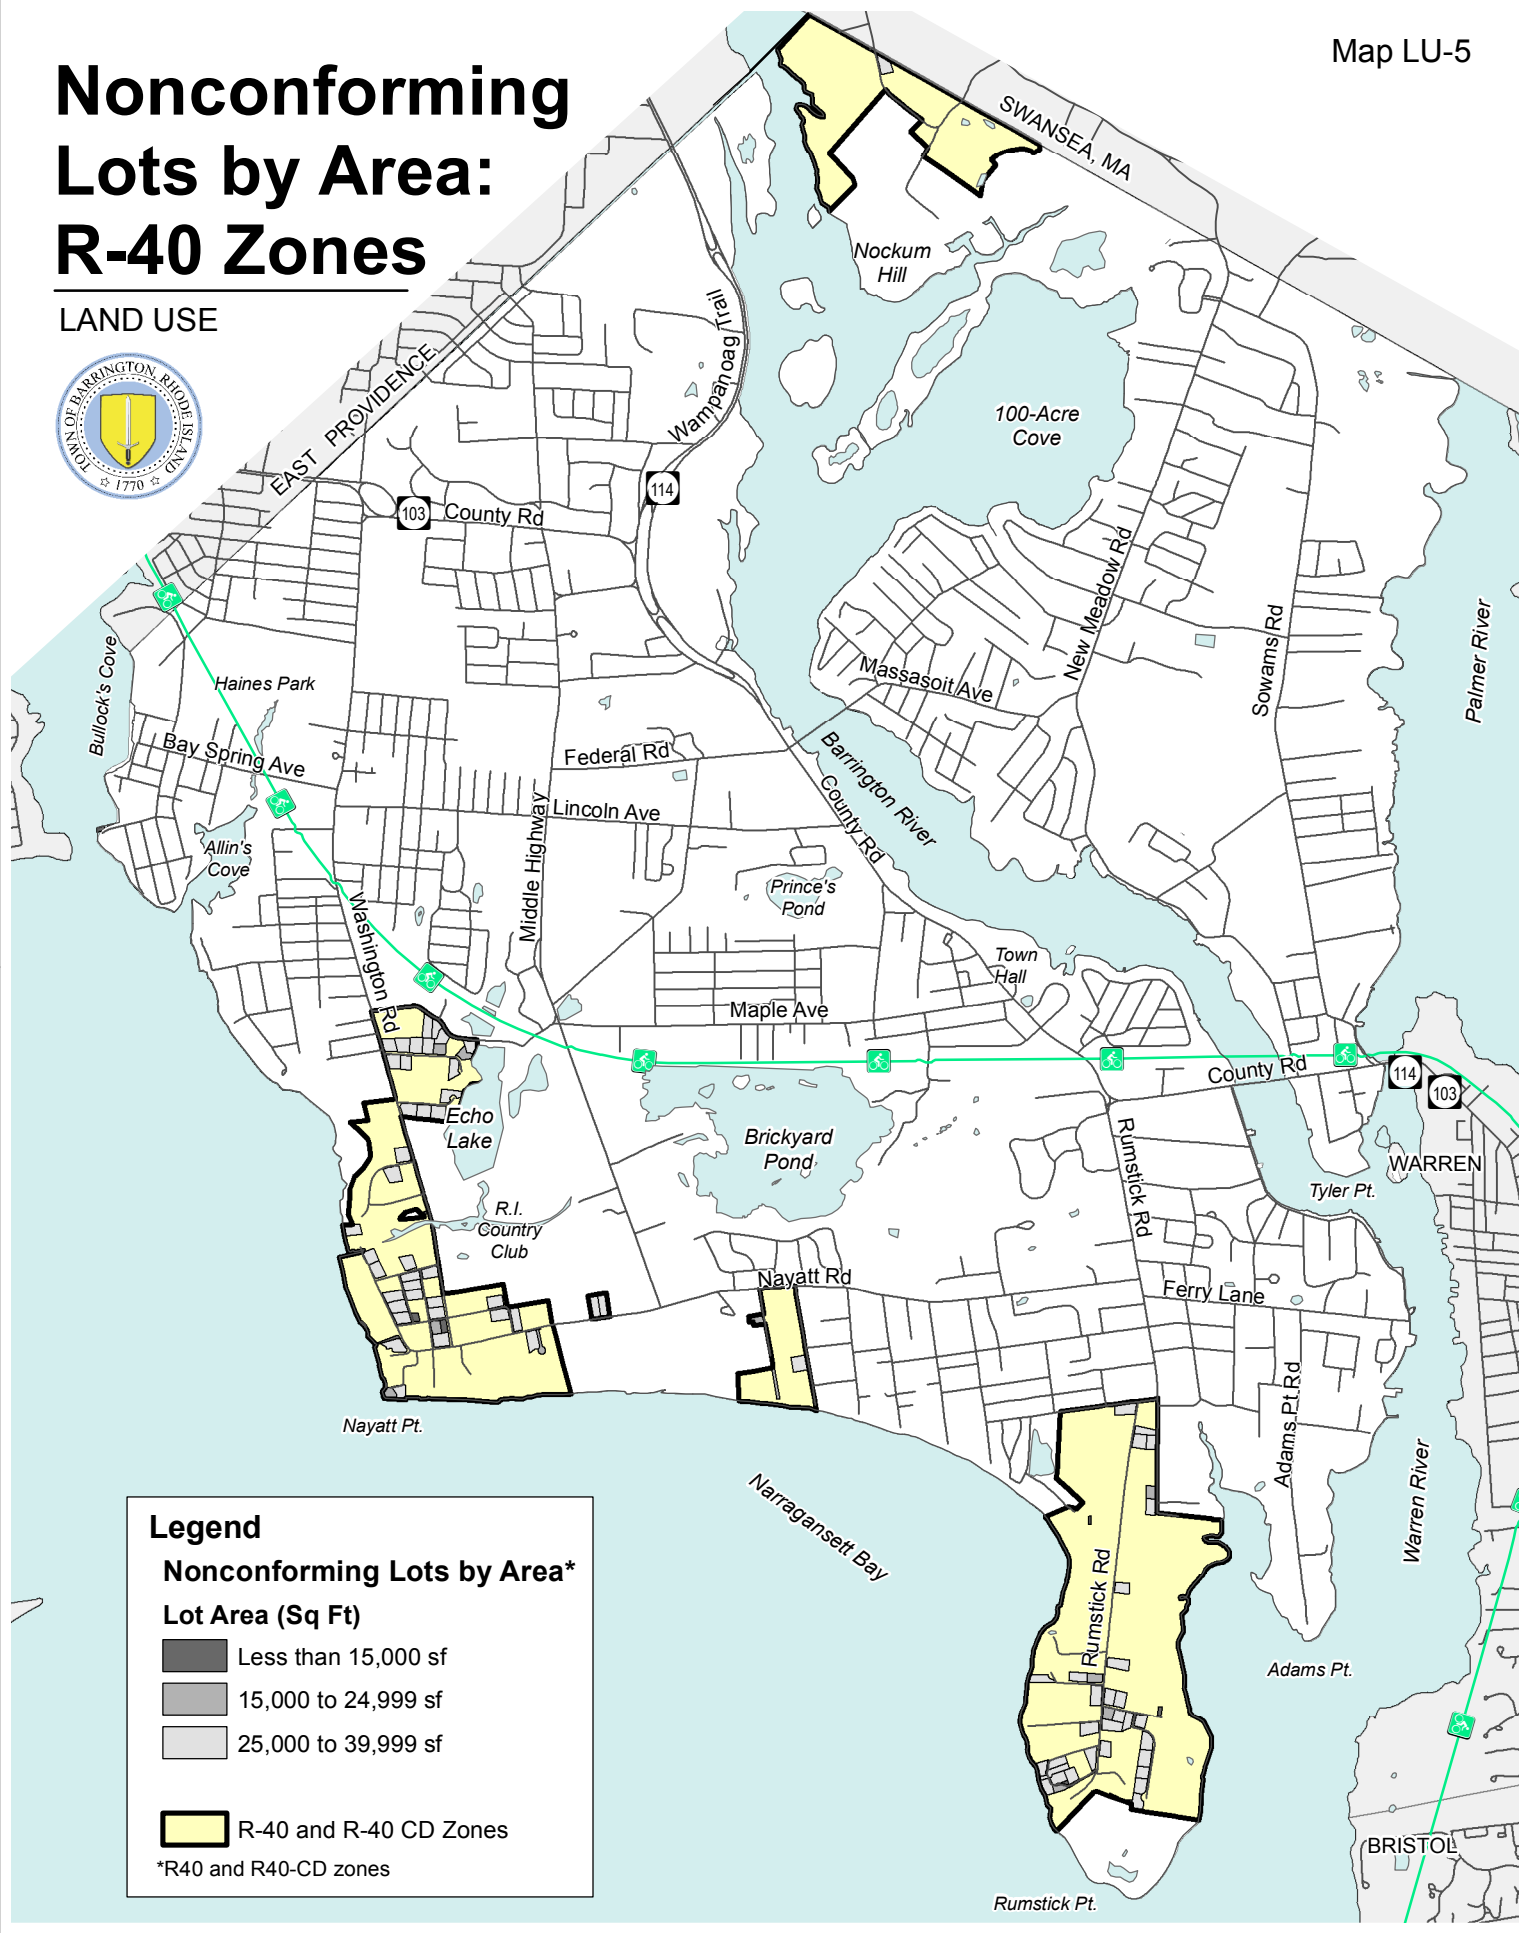 Map LU-5
Nonconforming
Lots by Area:
R-40 Zones
LAND USE
TOWN OF BARRINGTON, RHODE ISLAND
1770
SWANSEA, MA
Nockum
Hill
Wampanoag Trail
EAST PROVIDENCE
100-Acre
Cove
114
103
County Rd
New Meadow Rd
Sowams Rd
Palmer River
Bullock's Cove
Haines Park
Massasoit Ave
Bay Spring Ave
Federal Rd
Barrington River
County Rd
Lincoln Ave
Middle Highway
Allin's
Cove
Prince's
Pond
Washington Rd
Town
Hall
Maple Ave
County Rd
114
103
Echo
Lake
Brickyard
Pond
Rumstick Rd
WARREN
Tyler Pt.
R.I.
Country
Club
Nayatt Rd
Ferry Lane
Adams Pt Rd
Nayatt Pt.
Warren River
Narragansett Bay
Rumstick Rd
Adams Pt.
BRISTOL
Rumstick Pt.
Legend
Nonconforming Lots by Area*
Lot Area (Sq Ft)
Less than 15,000 sf
15,000 to 24,999 sf
25,000 to 39,999 sf
R-40 and R-40 CD Zones
*R40 and R40-CD zones